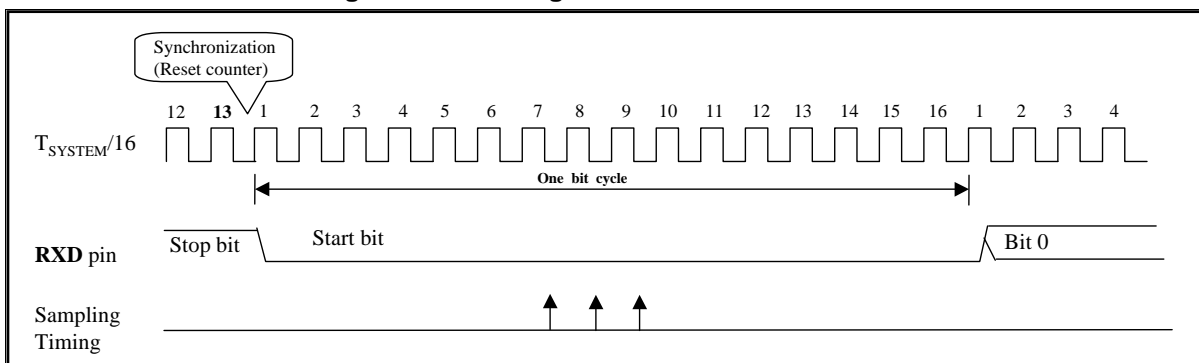 Synchronization
(Reset counter)
12 13 1 2 3 4 5 6 7 8 9 10 11 12 13 14 15 16 1 2 3 4
TSYSTEM/16
One bit cycle
RXD pin
Stop bit
Start bit
Bit 0
Sampling
Timing